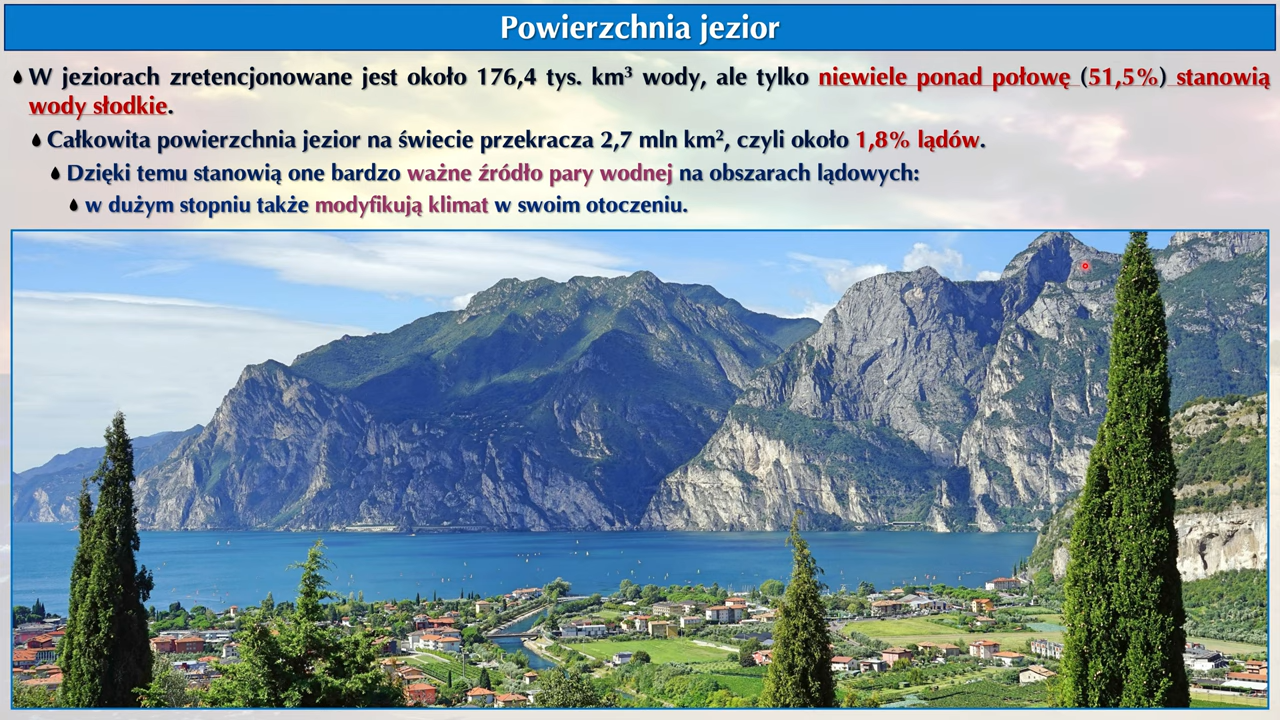 Powierzchnia jezior
W jeziorach zretencjonowane jest około 176,4 tys. km³ wody, ale tylko niewiele ponad połowę (51,5%) stanowią
wody słodkie.
Całkowita powierzchnia jezior na świecie przekracza 2,7 mln km², czyli około 1,8% lądów.
Dzięki temu stanowią one bardzo ważne źródło pary wodnej na obszarach lądowych:
w dużym stopniu także modyfikują klimat w swoim otoczeniu.